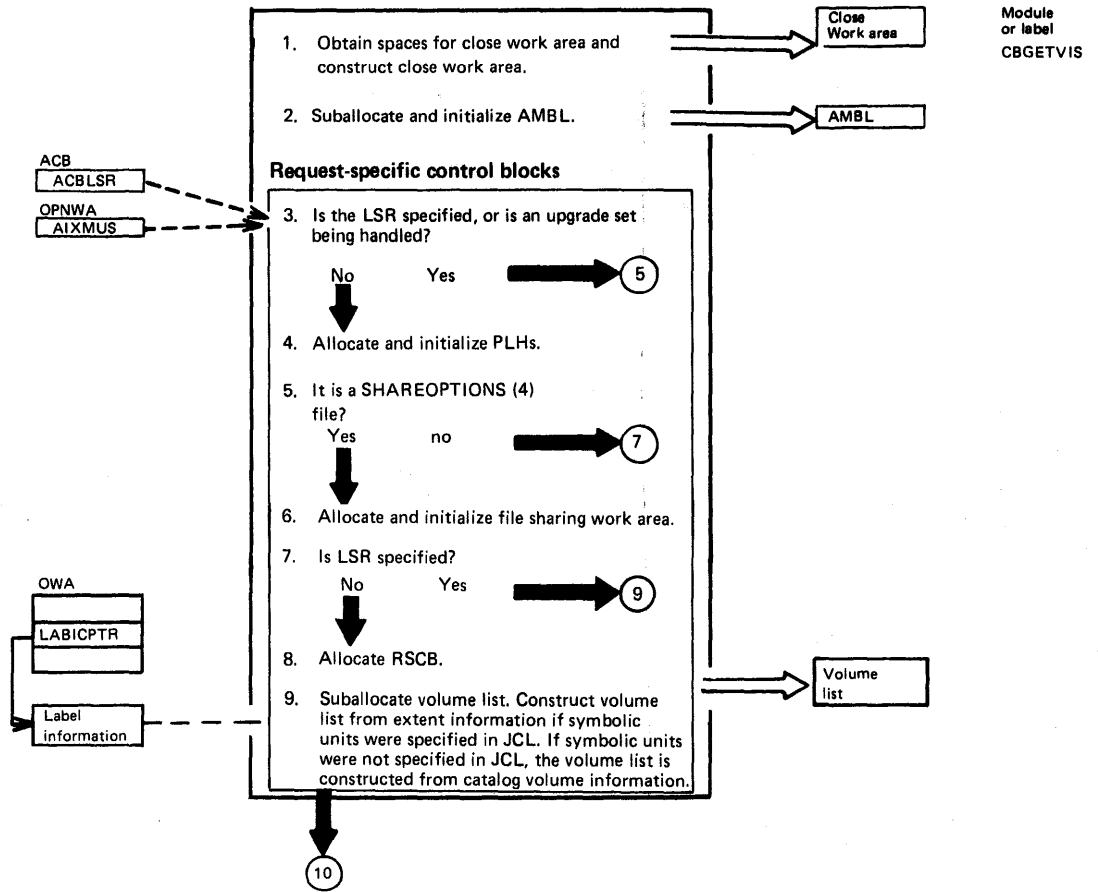 1. Obtain spaces for close work area and
construct close work area.
Close
Work area
Module
or label
CBGETVIS
2. Suballocate and initialize AMBL.
AMBL
Request-specific control blocks
ACB
ACBLSR
OPNWA
AIXMUS
3. Is the LSR specified, or is an upgrade set
being handled?
No Yes 5
4. Allocate and initialize PLHs.
5. It is a SHAREOPTIONS (4)
file?
Yes no 7
6. Allocate and initialize file sharing work area.
7. Is LSR specified?
No Yes 9
OWA
LABICPTR
Label
information
8. Allocate RSCB.
9. Suballocate volume list. Construct volume
list from extent information if symbolic
units were specified in JCL. If symbolic units
were not specified in JCL, the volume list is
constructed from catalog volume information.
Volume
list
10